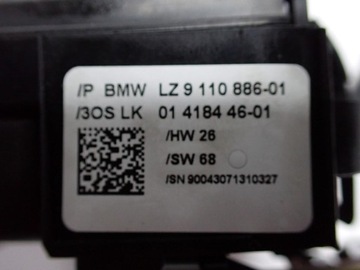 /P BMW LZ 9 110 886-01
/3OS LK 01 4184 46-01
/HW 26
/SW 68
/SN 90043071310327